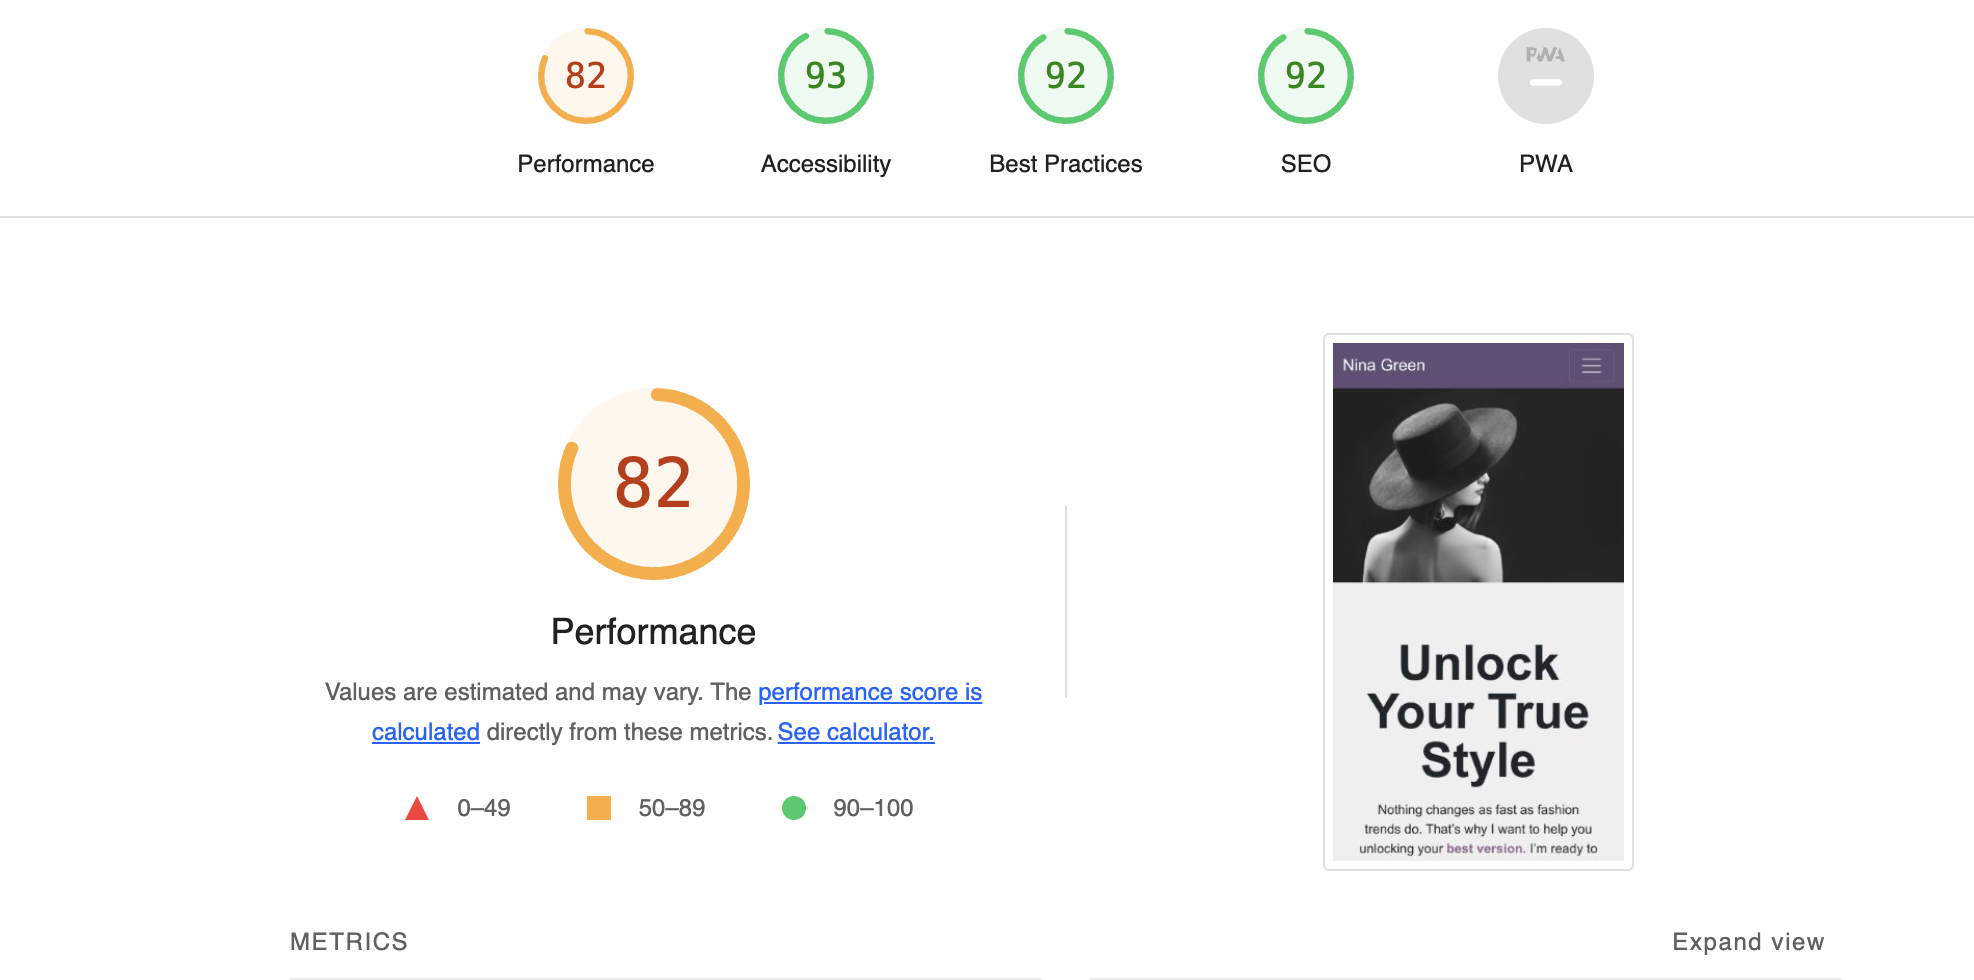 82
93
92
92
PWA
Performance
Accessibility
Best Practices
SEO
PWA
82
Performance
Values are estimated and may vary. The performance score is
calculated directly from these metrics. See calculator.
0–49
50–89
90–100
Nina Green
Unlock
Your True
Style
Nothing changes as fast as fashion
trends do. That's why I want to help you
unlocking your best version. I'm ready to
METRICS
Expand view